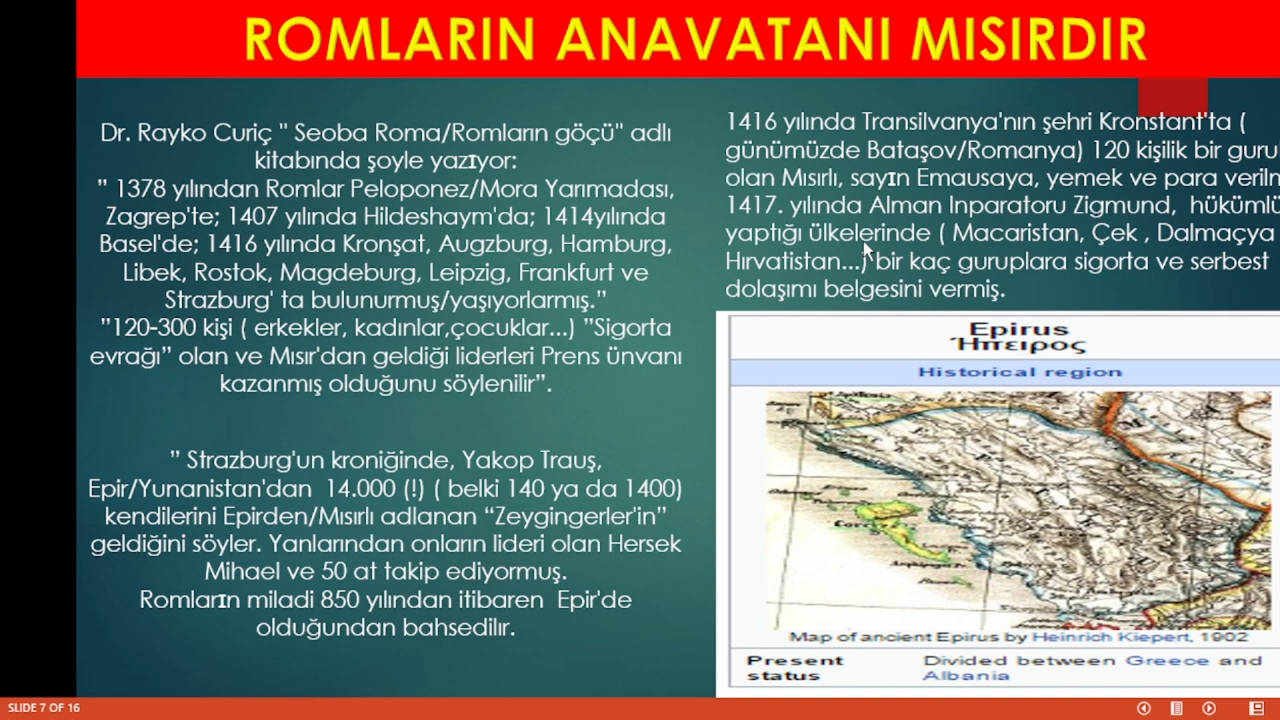 ROMLARIN ANAVATANI MISIRDIR
Dr. Rayko Curiç " Seoba Roma/Romların göçü" adlı
kitabında şoyle yazıyor:
” 1378 yılından Romlar Peloponez/Mora Yarımadası,
Zagrep'te; 1407 yılında Hildeshaym'da; 1414yılında
Basel'de; 1416 yılında Kronşat, Augzburg, Hamburg,
Libek, Rostok, Magdeburg, Leipzig, Frankfurt ve
Strazburg' ta bulunurmuş/yaşıyorlarmış.”
”120-300 kişi ( erkekler, kadınlar,çocuklar...) ”Sigorta
evrağı” olan ve Mısır'dan geldiği liderleri Prens ünvanı
kazanmış olduğunu söylenilir”.
” Strazburg'un kroniğinde, Yakop Trauş,
Epir/Yunanistan'dan 14.000 (!) ( belki 140 ya da 1400)
kendilerini Epirden/Mısırlı adlanan “Zeygingerler'in”
geldiğini söyler. Yanlarından onların lideri olan Hersek
Mihael ve 50 at takip ediyormuş.
Romların miladi 850 yılından itibaren Epir'de
olduğundan bahsedilır.
1416 yılında Transilvanya'nın şehri Kronstant'ta (
günümüzde Bataşov/Romanya) 120 kişilik bir guru
olan Mısırlı, sayın Emausaya, yemek ve para veriln
1417. yılında Alman Inparatoru Zigmund, hükümlü
yaptığı ülkelerinde ( Macaristan, Çek , Dalmaçya
Hırvatistan...) bir kaç guruplara sigorta ve serbest
dolaşımı belgesini vermiş.
Epirus
Ἤπειρος
Historical region
Map of ancient Epirus by Heinrich Kiepert, 1902
Present status Divided between Greece and Albania
SLIDE 7 OF 16